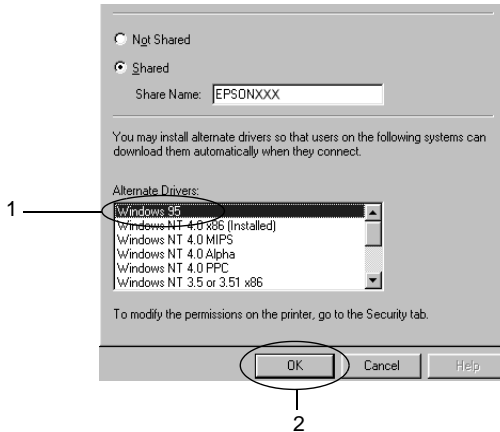 Not Shared
Shared
Share Name: EPSONXXX
You may install alternate drivers so that users on the following systems can
download them automatically when they connect.
Alternate Drivers:
1
Windows 95
Windows NT 4.0 x86 (Installed)
Windows NT 4.0 MIPS
Windows NT 4.0 Alpha
Windows NT 4.0 PPC
Windows NT 3.5 or 3.51 x86
To modify the permissions on the printer, go to the Security tab.
OK Cancel Help
2